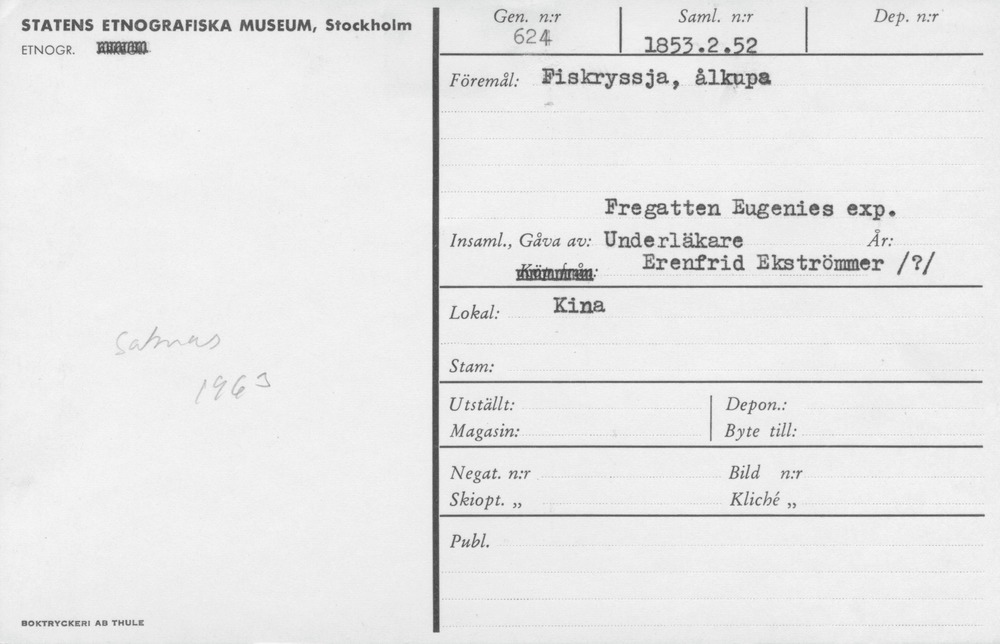 STATENS ETNOGRAFISKA MUSEUM, Stockholm
ETNOGR.
Saknas
1963
BOKTRYCKERI AB THULE
Gen. n:r
624
Saml. n:r
1853.2.52
Dep. n:r
Föremål: Fiskryssja, ålkupa
Fregatten Eugenies exp.
Insaml., Gåva av: Underläkare År:
Erenfrid Ekströmmer /?/
Lokal: Kina
Stam:
Utställt: Depon.:
Magasin: Byte till:
Negat. n:r Bild n:r
Skiopt. „ Kliché „
Publ.